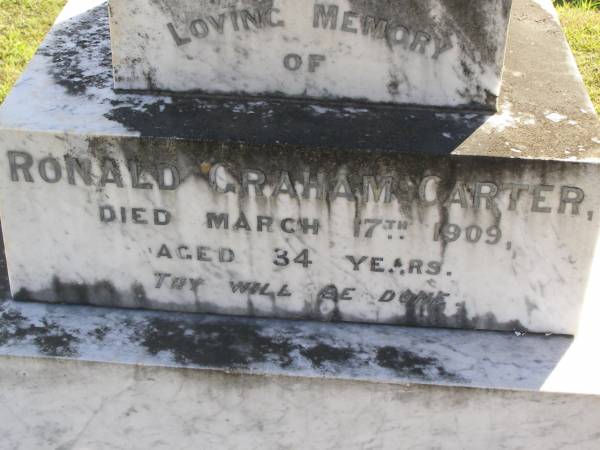 Loving Memory
of
Ronald Graham Carter,
Died March 17th 1909,
Aged 34 Years.
Thy will be done.